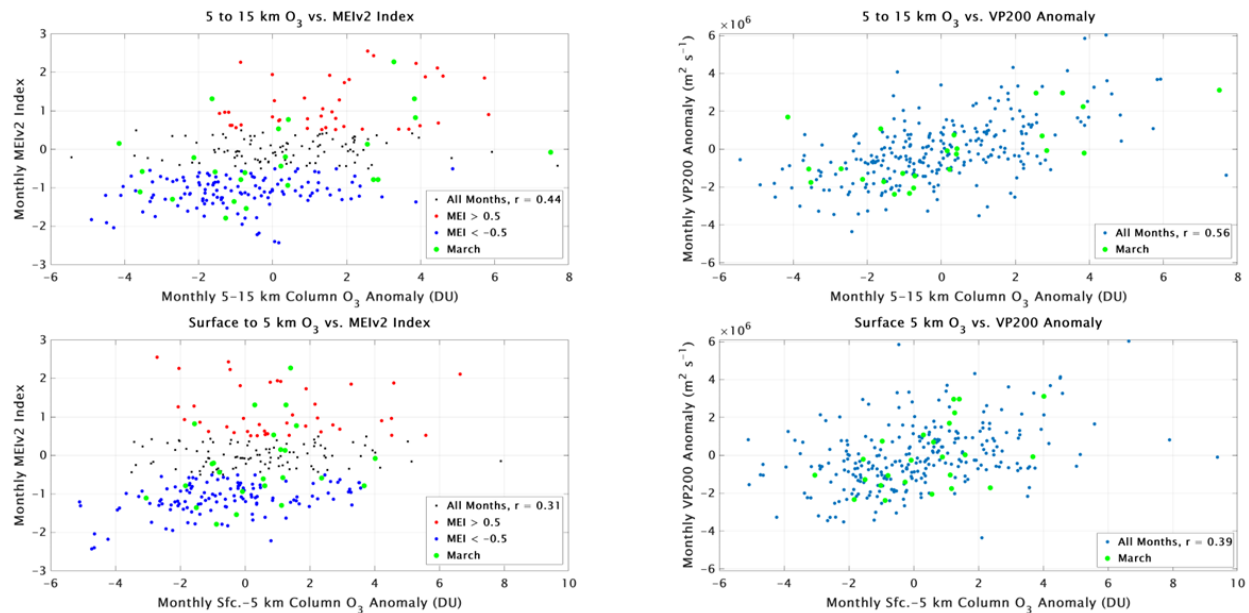 5 to 15 km O3 vs. MEIv2 Index
Monthly MEIv2 Index
3
2
1
0
−1
−2
−3
All Months, r = 0.44
MEI > 0.5
MEI < −0.5
March
−6 −4 −2 0 2 4 6 8
Monthly 5−15 km Column O3 Anomaly (DU)
5 to 15 km O3 vs. VP200 Anomaly
×10^6
Monthly VP200 Anomaly (m² s⁻¹)
6
4
2
0
−2
−4
−6
All Months, r = 0.56
March
−6 −4 −2 0 2 4 6 8
Monthly 5−15 km Column O3 Anomaly (DU)
Surface to 5 km O3 vs. MEIv2 Index
Monthly MEIv2 Index
3
2
1
0
−1
−2
−3
All Months, r = 0.31
MEI > 0.5
MEI < −0.5
March
−6 −4 −2 0 2 4 6 8 10
Monthly Sfc.−5 km Column O3 Anomaly (DU)
Surface 5 km O3 vs. VP200 Anomaly
×10^6
Monthly VP200 Anomaly (m² s⁻¹)
6
4
2
0
−2
−4
−6
All Months, r = 0.39
March
−6 −4 −2 0 2 4 6 8 10
Monthly Sfc.−5 km Column O3 Anomaly (DU)